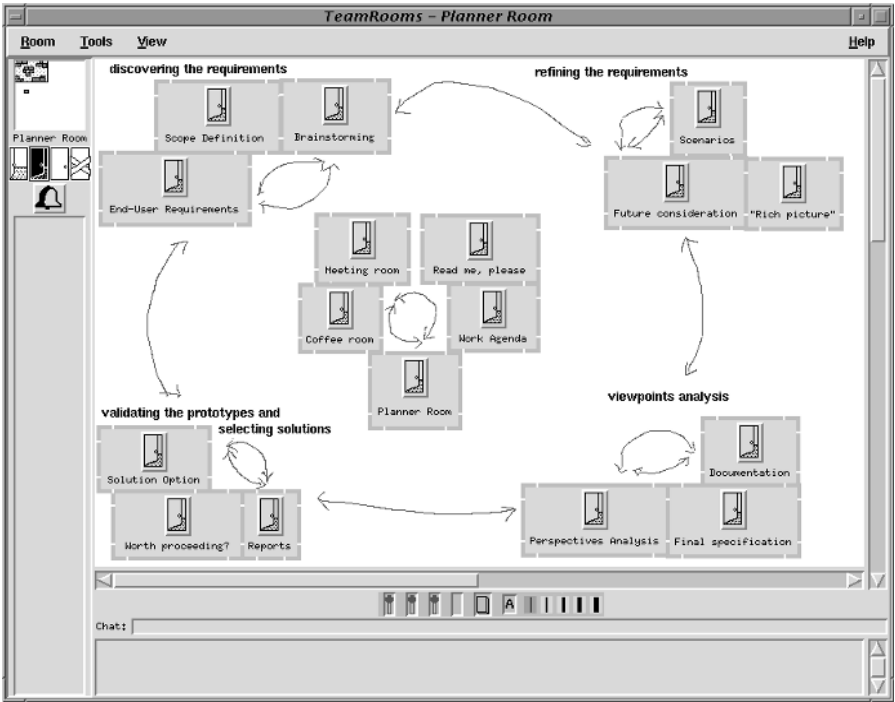 TeamRooms – Planner Room
Room Tools View Help
Planner Room
discovering the requirements
Scope Definition
Brainstorming
End-User Requirements
refining the requirements
Scenarios
Future consideration
"Rich picture"
Meeting room
Read me, please
Coffee room
Work Agenda
Planner Room
validating the prototypes and
selecting solutions
Solution Option
Worth proceeding?
Reports
viewpoints analysis
Documentation
Perspectives Analysis
Final specification
A
Chat: